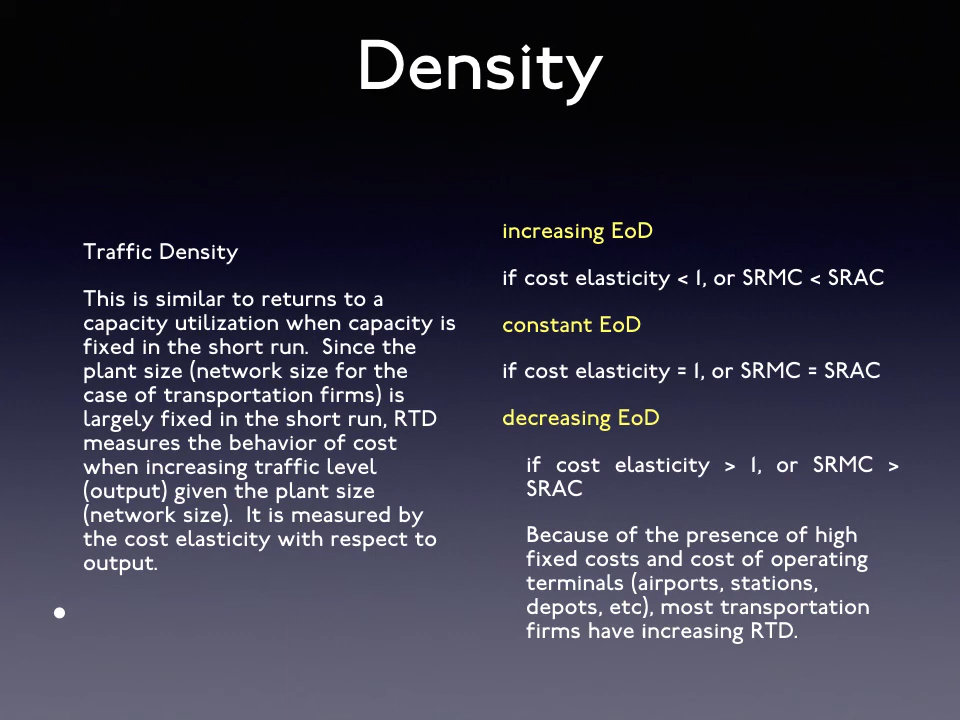 Density
Traffic Density
This is similar to returns to a
capacity utilization when capacity is
fixed in the short run.  Since the
plant size (network size for the
case of transportation firms) is
largely fixed in the short run, RTD
measures the behavior of cost
when increasing traffic level
(output) given the plant size
(network size).  It is measured by
the cost elasticity with respect to
output.
•
increasing EoD
if cost elasticity < 1, or SRMC < SRAC
constant EoD
if cost elasticity = 1, or SRMC = SRAC
decreasing EoD
if cost elasticity > 1, or SRMC >
SRAC
Because of the presence of high
fixed costs and cost of operating
terminals (airports, stations,
depots, etc), most transportation
firms have increasing RTD.